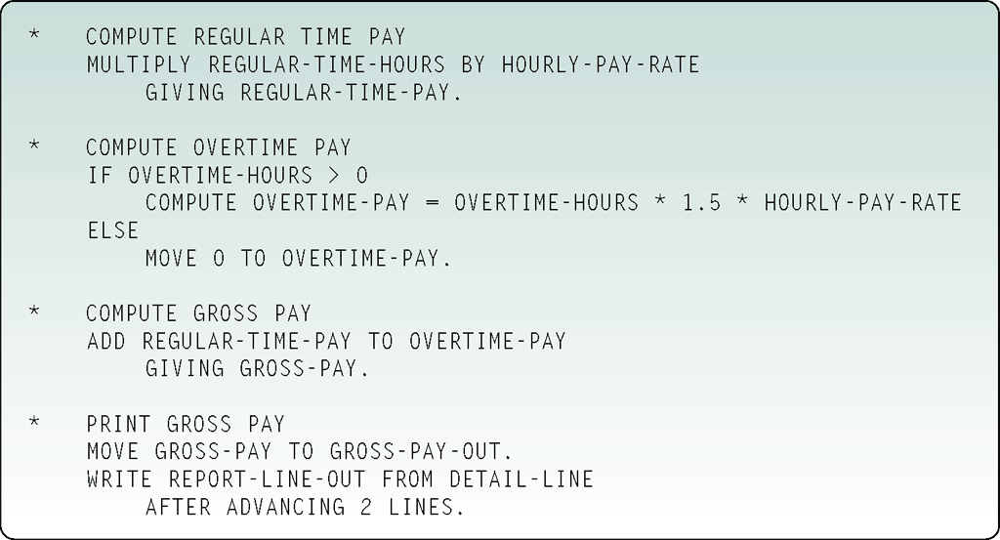 * COMPUTE REGULAR TIME PAY
MULTIPLY REGULAR-TIME-HOURS BY HOURLY-PAY-RATE
GIVING REGULAR-TIME-PAY.
* COMPUTE OVERTIME PAY
IF OVERTIME-HOURS > 0
COMPUTE OVERTIME-PAY = OVERTIME-HOURS * 1.5 * HOURLY-PAY-RATE
ELSE
MOVE 0 TO OVERTIME-PAY.
* COMPUTE GROSS PAY
ADD REGULAR-TIME-PAY TO OVERTIME-PAY
GIVING GROSS-PAY.
* PRINT GROSS PAY
MOVE GROSS-PAY TO GROSS-PAY-OUT.
WRITE REPORT-LINE-OUT FROM DETAIL-LINE
AFTER ADVANCING 2 LINES.